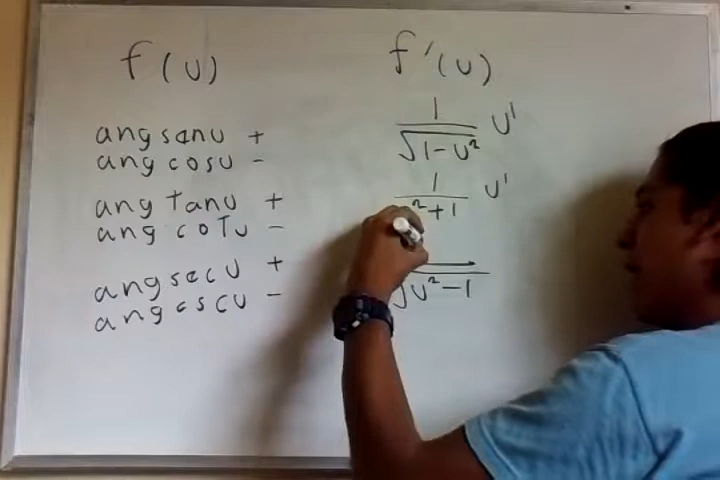 f(u) f'(u)
angsenu + 1/√1-u² u'
angcosu -
angtanu + 1/ ²+1 u'
angcotu -
angsecu + √u²-1
angcscu -